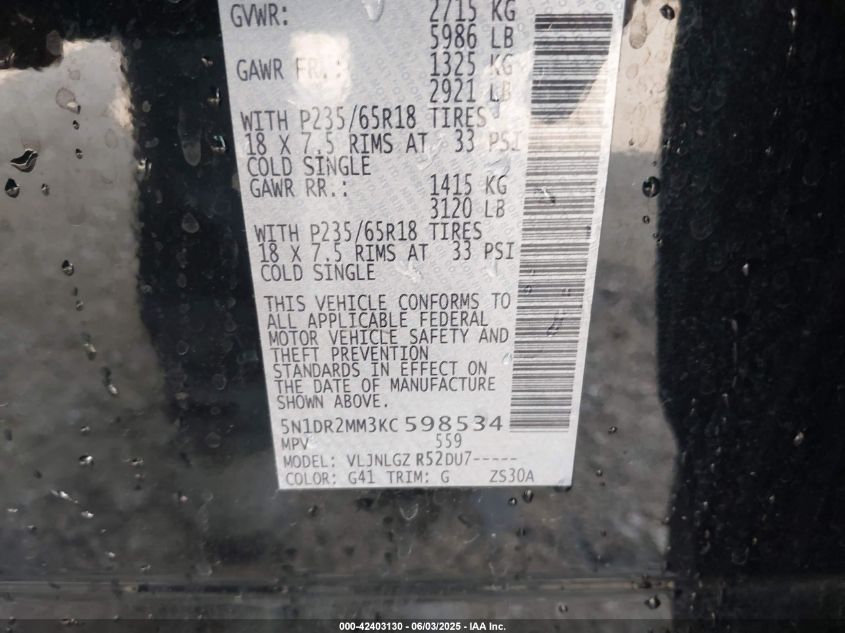 GVWR: 2715 KG
5986 LB
GAWR FR.: 1325 KG
2921 LB
WITH P235/65R18 TIRES
18 X 7.5 RIMS AT 33 PSI
COLD SINGLE
GAWR RR.: 1415 KG
3120 LB
WITH P235/65R18 TIRES
18 X 7.5 RIMS AT 33 PSI
COLD SINGLE
THIS VEHICLE CONFORMS TO
ALL APPLICABLE FEDERAL
MOTOR VEHICLE SAFETY AND
THEFT PREVENTION
STANDARDS IN EFFECT ON
THE DATE OF MANUFACTURE
SHOWN ABOVE.
5N1DR2MM3KC598534
MPV 559
MODEL: VLJNLGZ R52DU7-----
COLOR: G41 TRIM: G ZS30A
000-42403130 - 06/03/2025 - IAA Inc.